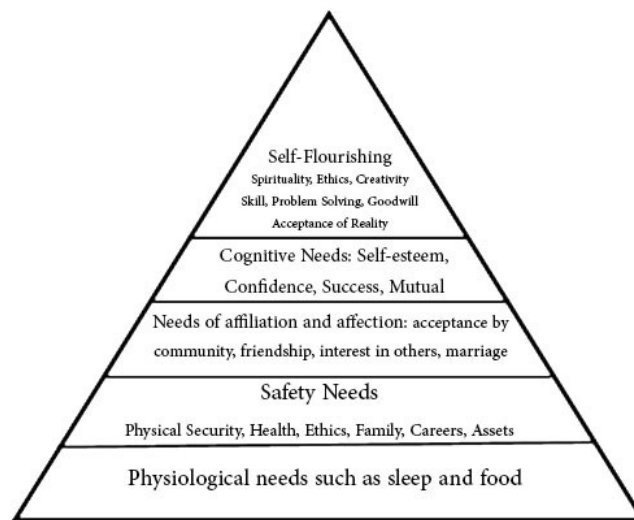 Self-Flourishing
Spirituality, Ethics, Creativity
Skill, Problem Solving, Goodwill
Acceptance of Reality
Cognitive Needs: Self-esteem,
Confidence, Success, Mutual
Needs of affiliation and affection: acceptance by
community, friendship, interest in others, marriage
Safety Needs
Physical Security, Health, Ethics, Family, Careers, Assets
Physiological needs such as sleep and food